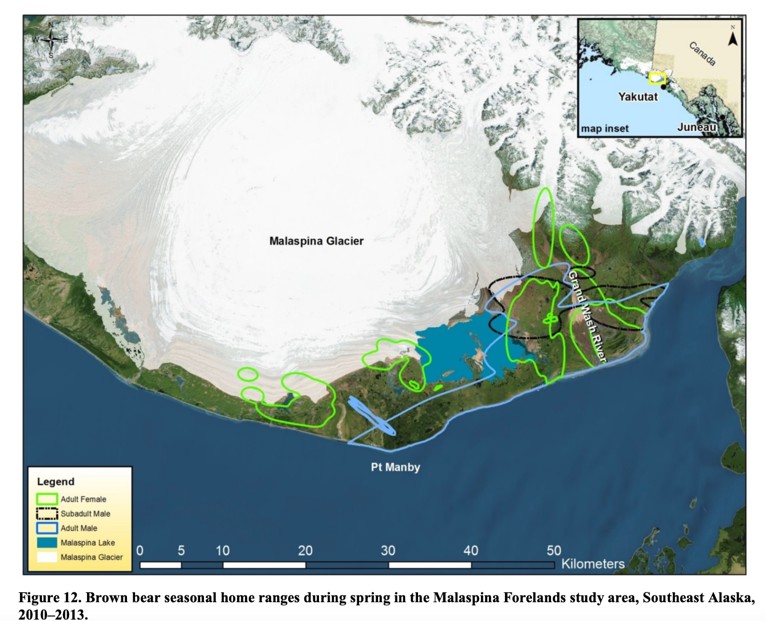 N
W E
S
N
Canada
Yakutat
map inset
Juneau
Malaspina Glacier
Grand Wash River
Pt Manby
Legend
Adult Female
Subadult Male
Adult Male
Malaspina Lake
Malaspina Glacier
0 5 10 20 30 40 50
Kilometers
Figure 12. Brown bear seasonal home ranges during spring in the Malaspina Forelands study area, Southeast Alaska,
2010–2013.